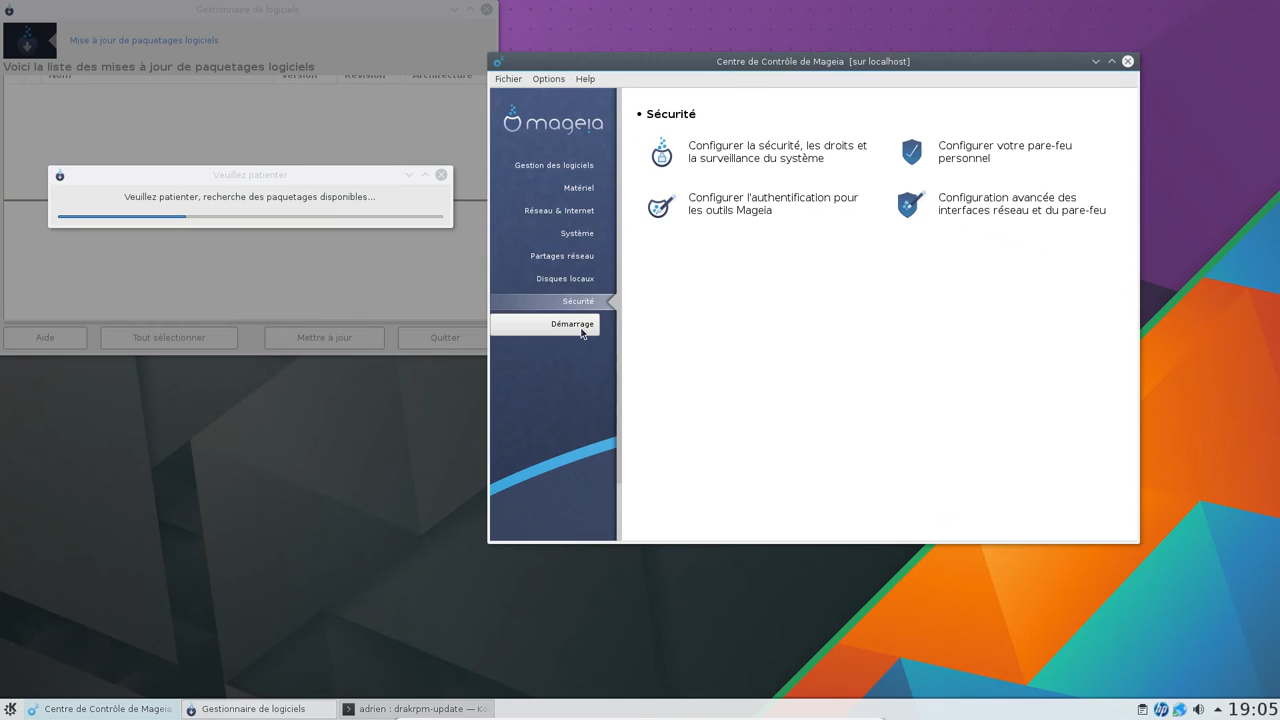 Gestionnaire de logiciels
Mise à jour de paquetages logiciels
Voici la liste des mises à jour de paquetages logiciels
Nom Version Révision Architecture
Veuillez patienter
Veuillez patienter, recherche des paquetages disponibles...
Aide Tout sélectionner Mettre à jour Quitter
Centre de Contrôle de Mageia [sur localhost]
Fichier Options Help
mageia
Gestion des logiciels
Matériel
Réseau & Internet
Système
Partages réseau
Disques locaux
Sécurité
Démarrage
• Sécurité
Configurer la sécurité, les droits et
la surveillance du système
Configurer votre pare-feu
personnel
Configurer l'authentification pour
les outils Mageia
Configuration avancée des
interfaces réseau et du pare-feu
Centre de Contrôle de Mageia Gestionnaire de logiciels adrien : drakrpm-update — 19:05